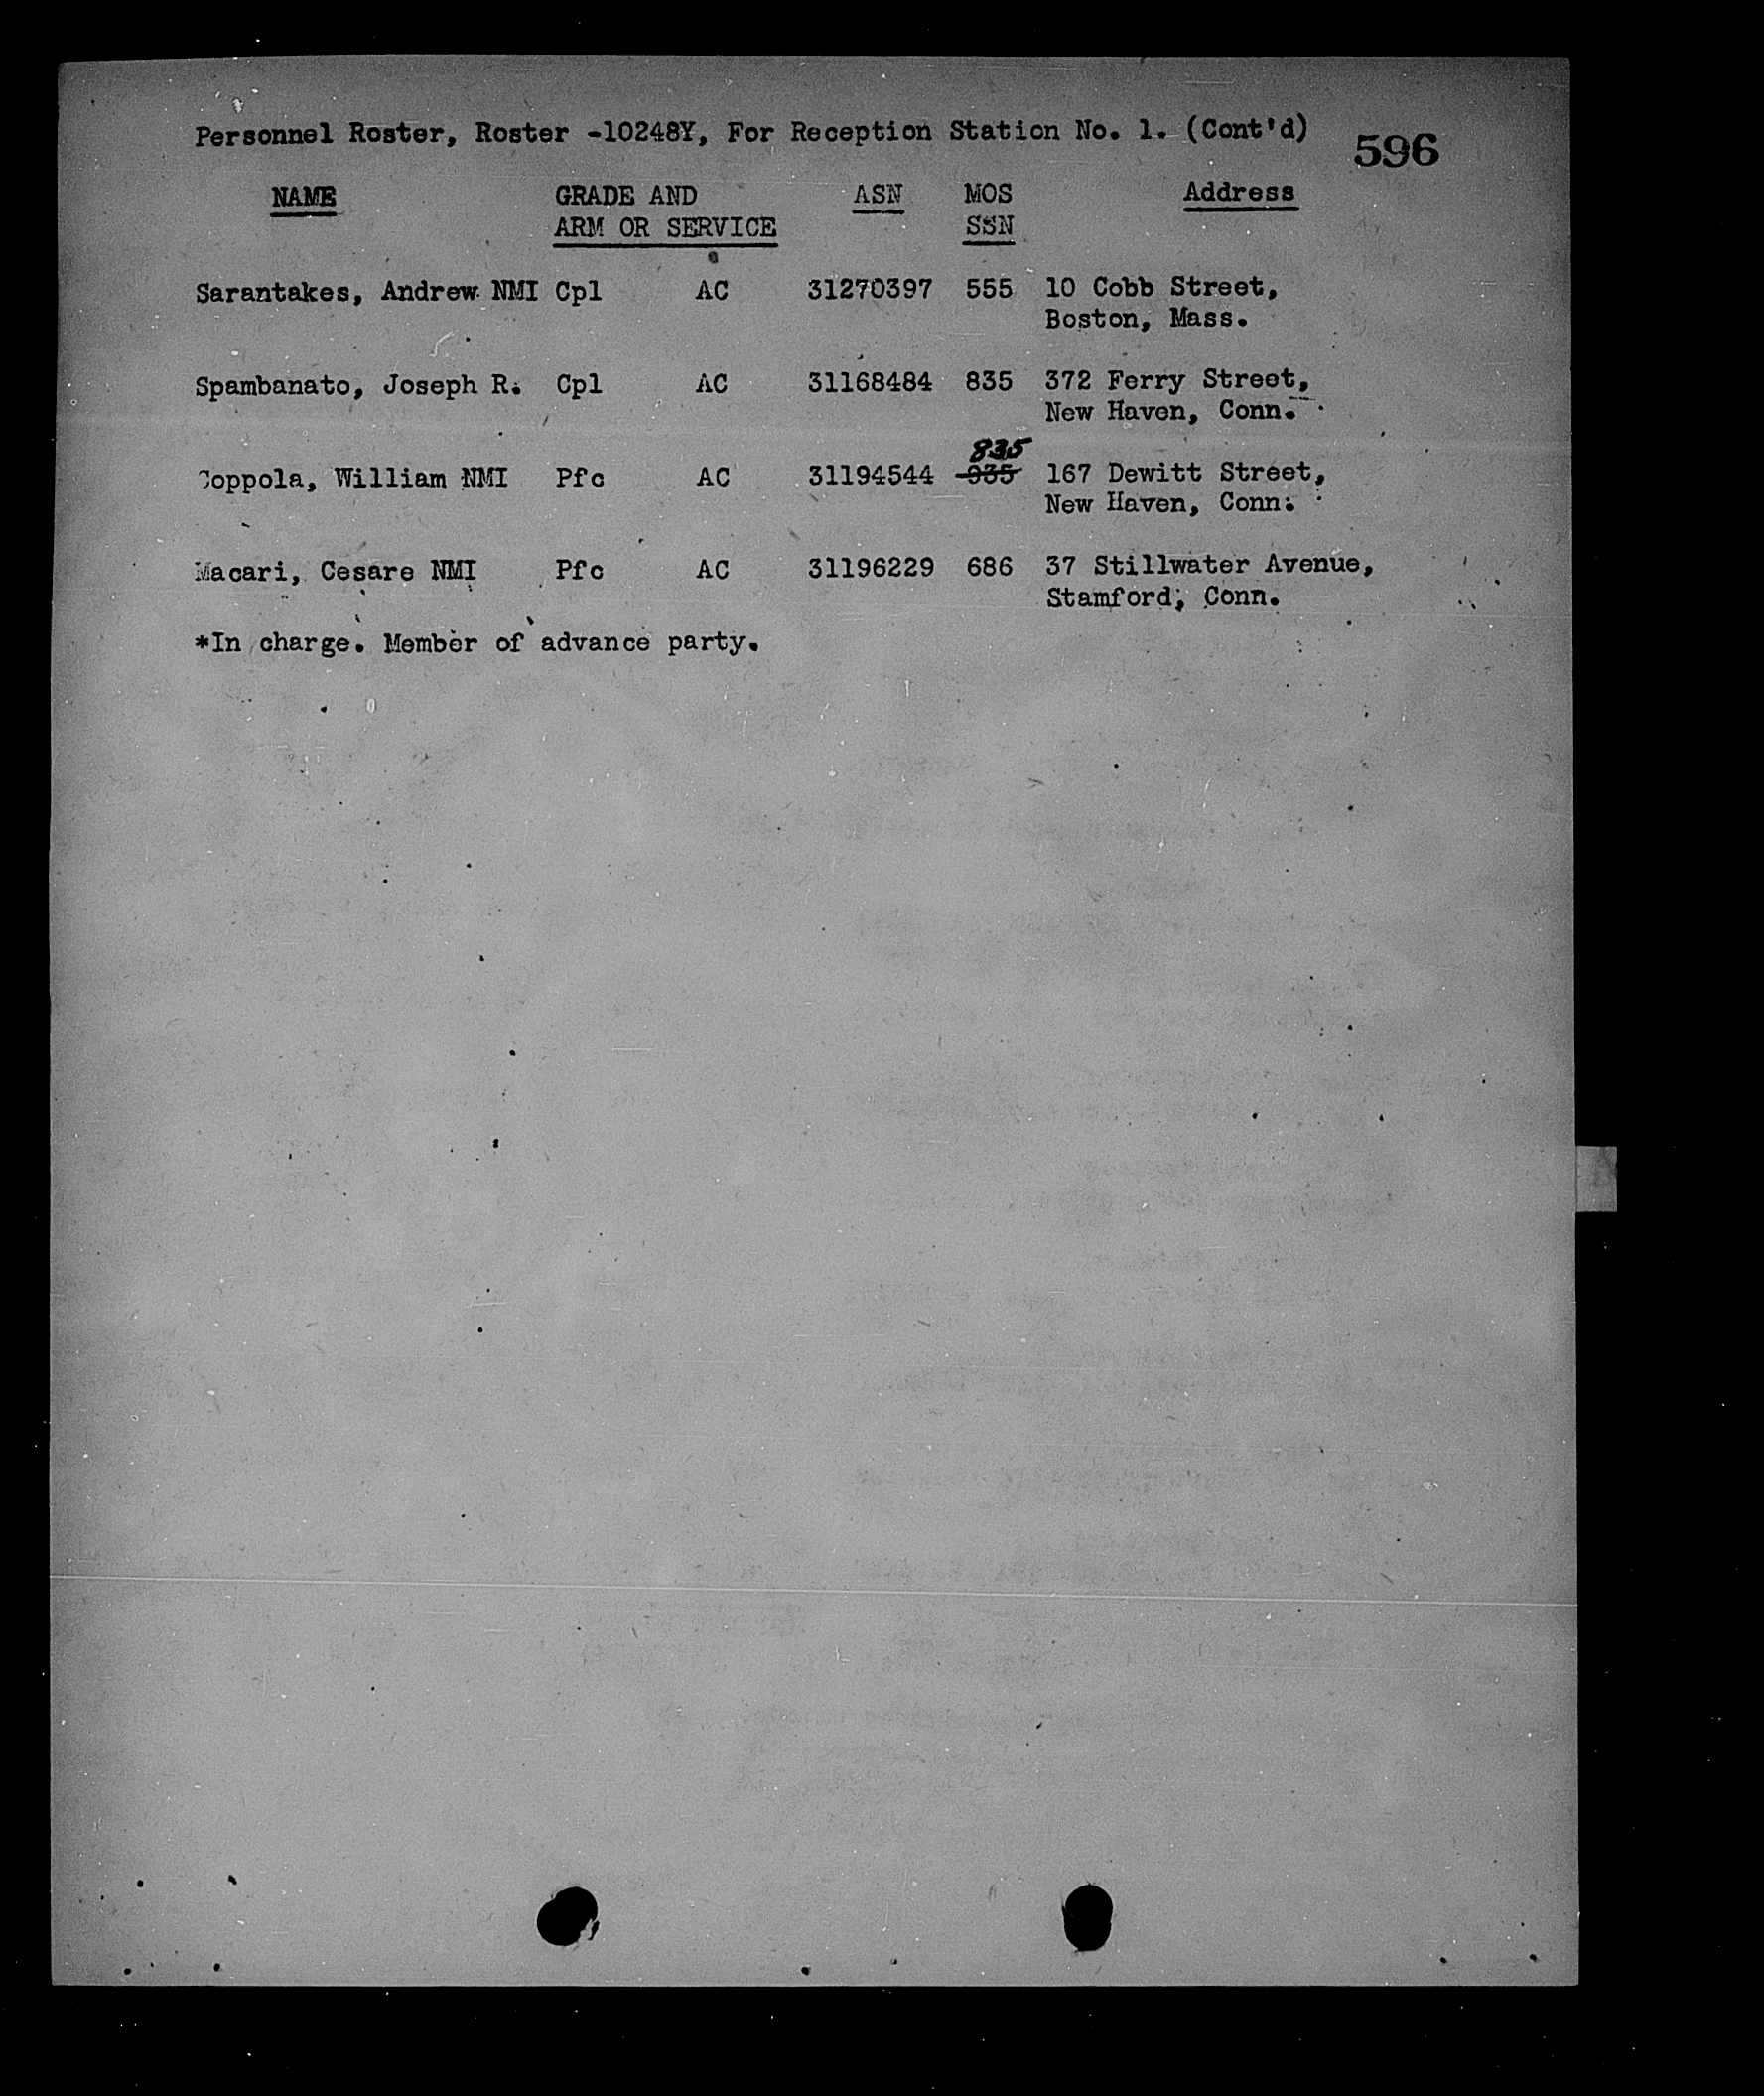 Personnel Roster, Roster -10248Y, For Reception Station No. 1. (Cont'd)
596
NAME GRADE AND ASN MOS Address
ARM OR SERVICE SSN
Sarantakes, Andrew NMI Cpl AC 31270397 555 10 Cobb Street,
Boston, Mass.
Spambanato, Joseph R. Cpl AC 31168484 835 372 Ferry Street,
New Haven, Conn.
835
Coppola, William NMI Pfc AC 31194544 935 167 Dewitt Street,
New Haven, Conn.
Macari, Cesare NMI Pfc AC 31196229 686 37 Stillwater Avenue,
Stamford, Conn.
*In charge. Member of advance party.